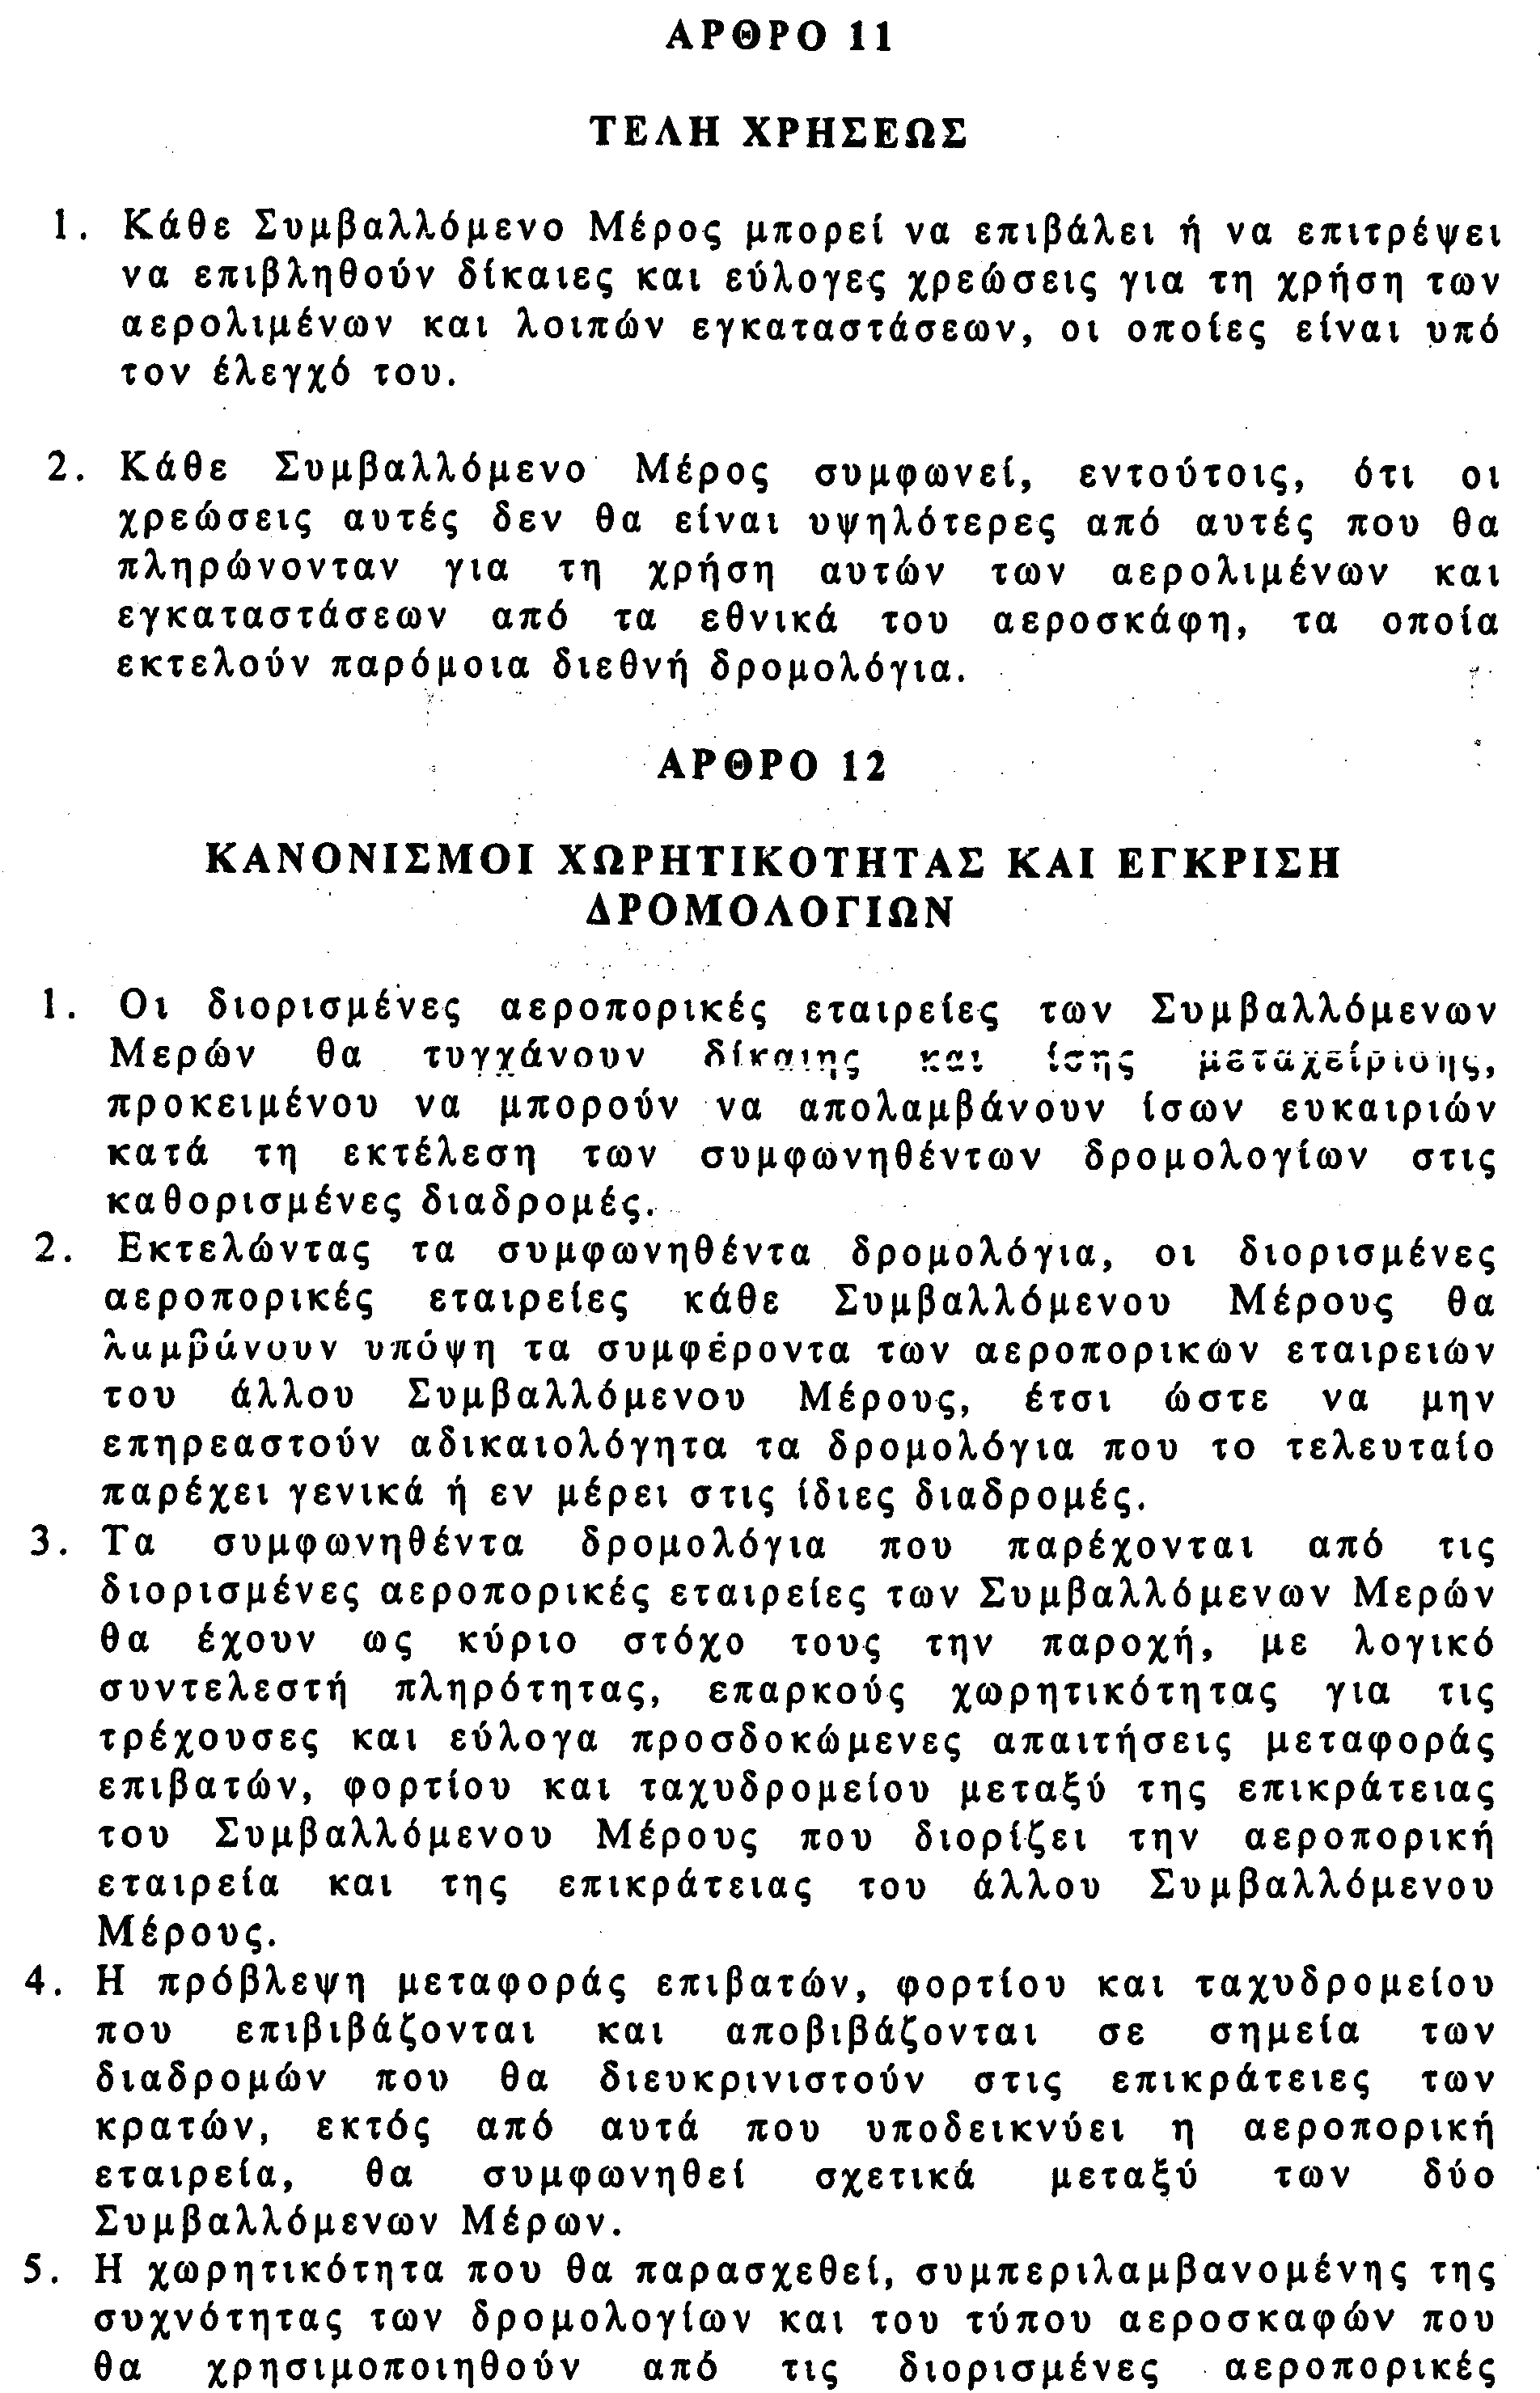 ΑΡΘΡΟ 11
ΤΕΛΗ ΧΡΗΣΕΩΣ
1. Κάθε Συμβαλλόμενο Μέρος μπορεί να επιβάλει ή να επιτρέψει
να επιβληθούν δίκαιες και εύλογες χρεώσεις για τη χρήση των
αερολιμένων και λοιπών εγκαταστάσεων, οι οποίες είναι υπό
τον έλεγχό του.
2. Κάθε Συμβαλλόμενο Μέρος συμφωνεί, εντούτοις, ότι οι
χρεώσεις αυτές δεν θα είναι υψηλότερες από αυτές που θα
πληρώνονταν για τη χρήση αυτών των αερολιμένων και
εγκαταστάσεων από τα εθνικά του αεροσκάφη, τα οποία
εκτελούν παρόμοια διεθνή δρομολόγια.
ΑΡΘΡΟ 12
ΚΑΝΟΝΙΣΜΟΙ ΧΩΡΗΤΙΚΟΤΗΤΑΣ ΚΑΙ ΕΓΚΡΙΣΗ
ΔΡΟΜΟΛΟΓΙΩΝ
1. Οι διορισμένες αεροπορικές εταιρείες των Συμβαλλόμενων
Μερών θα τυγχάνουν δίκαιης και ίσης μεταχείρισης,
προκειμένου να μπορούν να απολαμβάνουν ίσων ευκαιριών
κατά τη εκτέλεση των συμφωνηθέντων δρομολογίων στις
καθορισμένες διαδρομές.
2. Εκτελώντας τα συμφωνηθέντα δρομολόγια, οι διορισμένες
αεροπορικές εταιρείες κάθε Συμβαλλόμενου Μέρους θα
λαμβάνουν υπόψη τα συμφέροντα των αεροπορικών εταιρειών
του άλλου Συμβαλλόμενου Μέρους, έτσι ώστε να μην
επηρεαστούν αδικαιολόγητα τα δρομολόγια που το τελευταίο
παρέχει γενικά ή εν μέρει στις ίδιες διαδρομές.
3. Τα συμφωνηθέντα δρομολόγια που παρέχονται από τις
διορισμένες αεροπορικές εταιρείες των Συμβαλλόμενων Μερών
θα έχουν ως κύριο στόχο τους την παροχή, με λογικό
συντελεστή πληρότητας, επαρκούς χωρητικότητας για τις
τρέχουσες και εύλογα προσδοκώμενες απαιτήσεις μεταφοράς
επιβατών, φορτίου και ταχυδρομείου μεταξύ της επικράτειας
του Συμβαλλόμενου Μέρους που διορίζει την αεροπορική
εταιρεία και της επικράτειας του άλλου Συμβαλλόμενου
Μέρους.
4. Η πρόβλεψη μεταφοράς επιβατών, φορτίου και ταχυδρομείου
που επιβιβάζονται και αποβιβάζονται σε σημεία των
διαδρομών που θα διευκρινιστούν στις επικράτειες των
κρατών, εκτός από αυτά που υποδεικνύει η αεροπορική
εταιρεία, θα συμφωνηθεί σχετικά μεταξύ των δύο
Συμβαλλόμενων Μέρων.
5. Η χωρητικότητα που θα παρασχεθεί, συμπεριλαμβανομένης της
συχνότητας των δρομολογίων και του τύπου αεροσκαφών που
θα χρησιμοποιηθούν από τις διορισμένες αεροπορικές